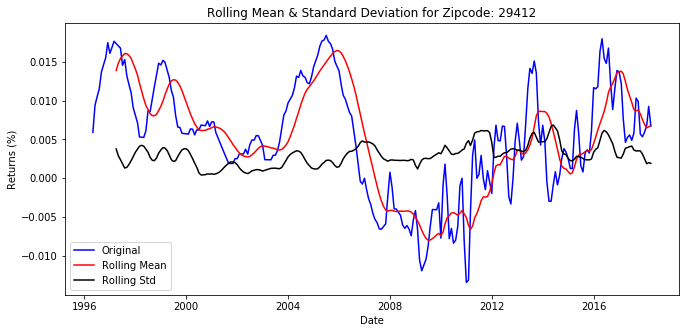 Rolling Mean & Standard Deviation for Zipcode: 29412
Returns (%)
0.015
0.010
0.005
0.000
−0.005
−0.010
Original
Rolling Mean
Rolling Std
1996
2000
2004
2008
2012
2016
Date